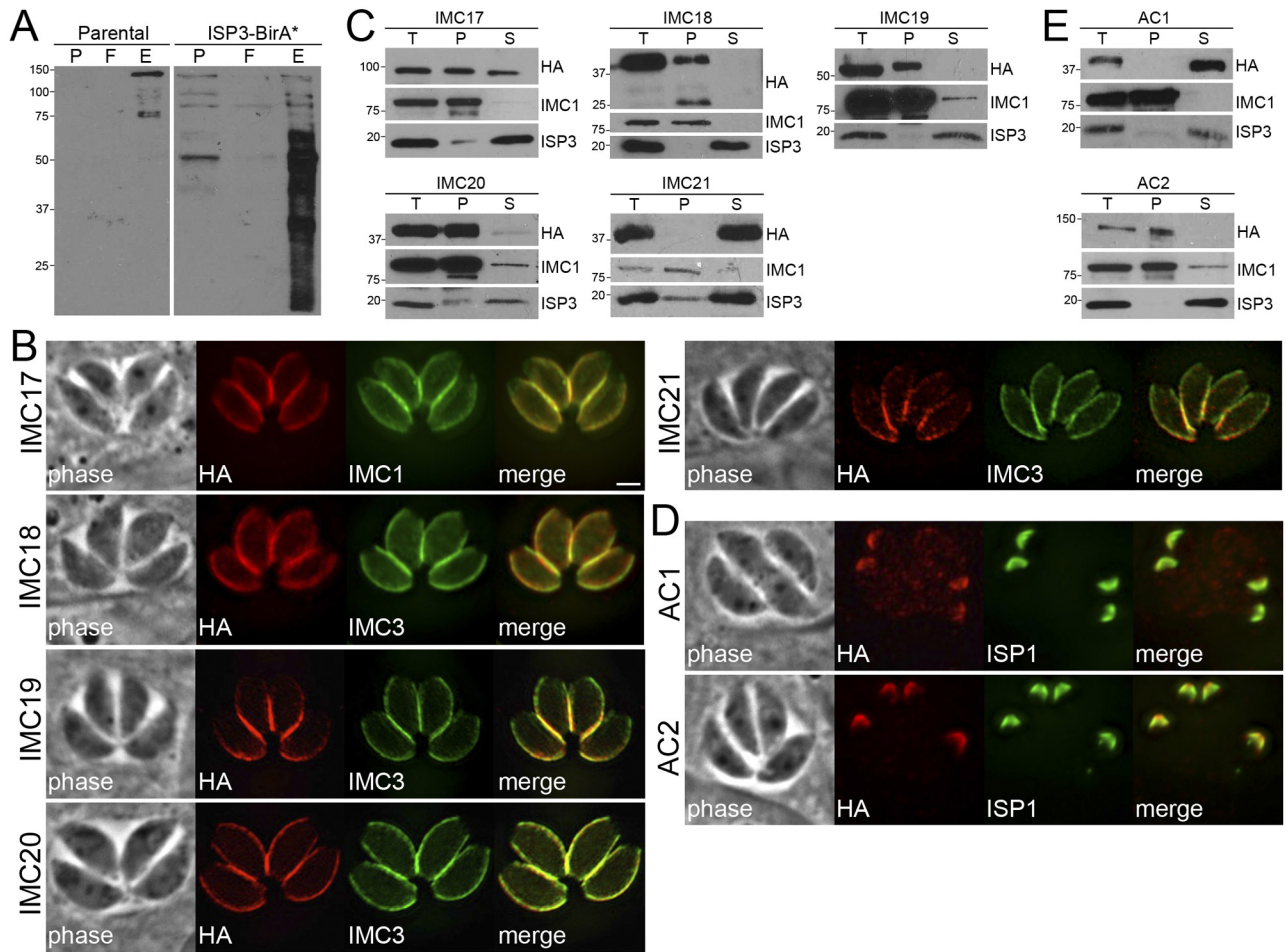 A
Parental ISP3-BirA*
P F E P F E
150
100
75
50
37
25
C
IMC17
T P S
100 HA
75 IMC1
20 ISP3
IMC18
T P S
37 HA
25
75 IMC1
20 ISP3
IMC19
T P S
50 HA
75 IMC1
20 ISP3
IMC20
T P S
37 HA
75 IMC1
20 ISP3
IMC21
T P S
37 HA
75 IMC1
20 ISP3
E
AC1
T P S
37 HA
75 IMC1
20 ISP3
AC2
T P S
150 HA
75 IMC1
20 ISP3
B
IMC17
phase HA IMC1 merge
IMC18
phase HA IMC3 merge
IMC19
phase HA IMC3 merge
IMC20
phase HA IMC3 merge
IMC21
phase HA IMC3 merge
D
AC1
phase HA ISP1 merge
AC2
phase HA ISP1 merge